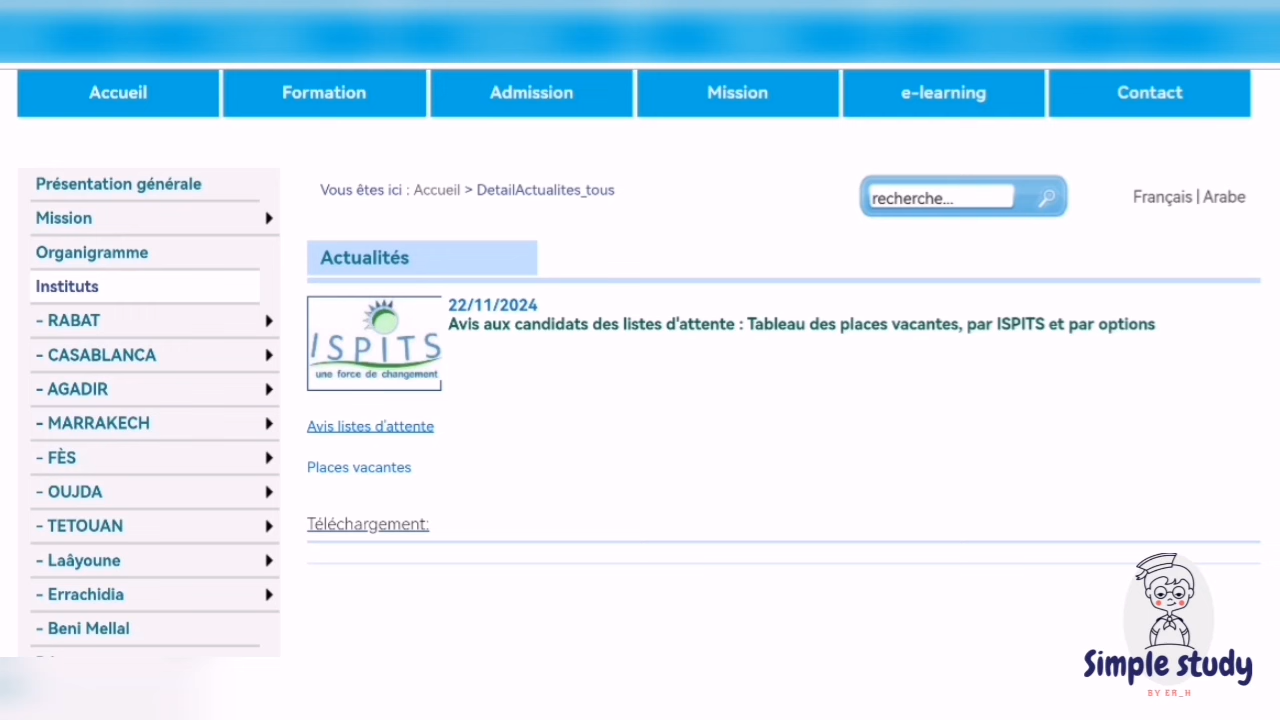 Accueil
Formation
Admission
Mission
e-learning
Contact
Présentation générale
Mission
Organigramme
Instituts
- RABAT
- CASABLANCA
- AGADIR
- MARRAKECH
- FÈS
- OUJDA
- TETOUAN
- Laâyoune
- Errachidia
- Beni Mellal
Vous êtes ici : Accueil > DetailActualites_tous
recherche...
Français | Arabe
Actualités
ISPITS
une force de changement
22/11/2024
Avis aux candidats des listes d'attente : Tableau des places vacantes, par ISPITS et par options
Avis listes d'attente
Places vacantes
Téléchargement:
Simple study
BY ER_H